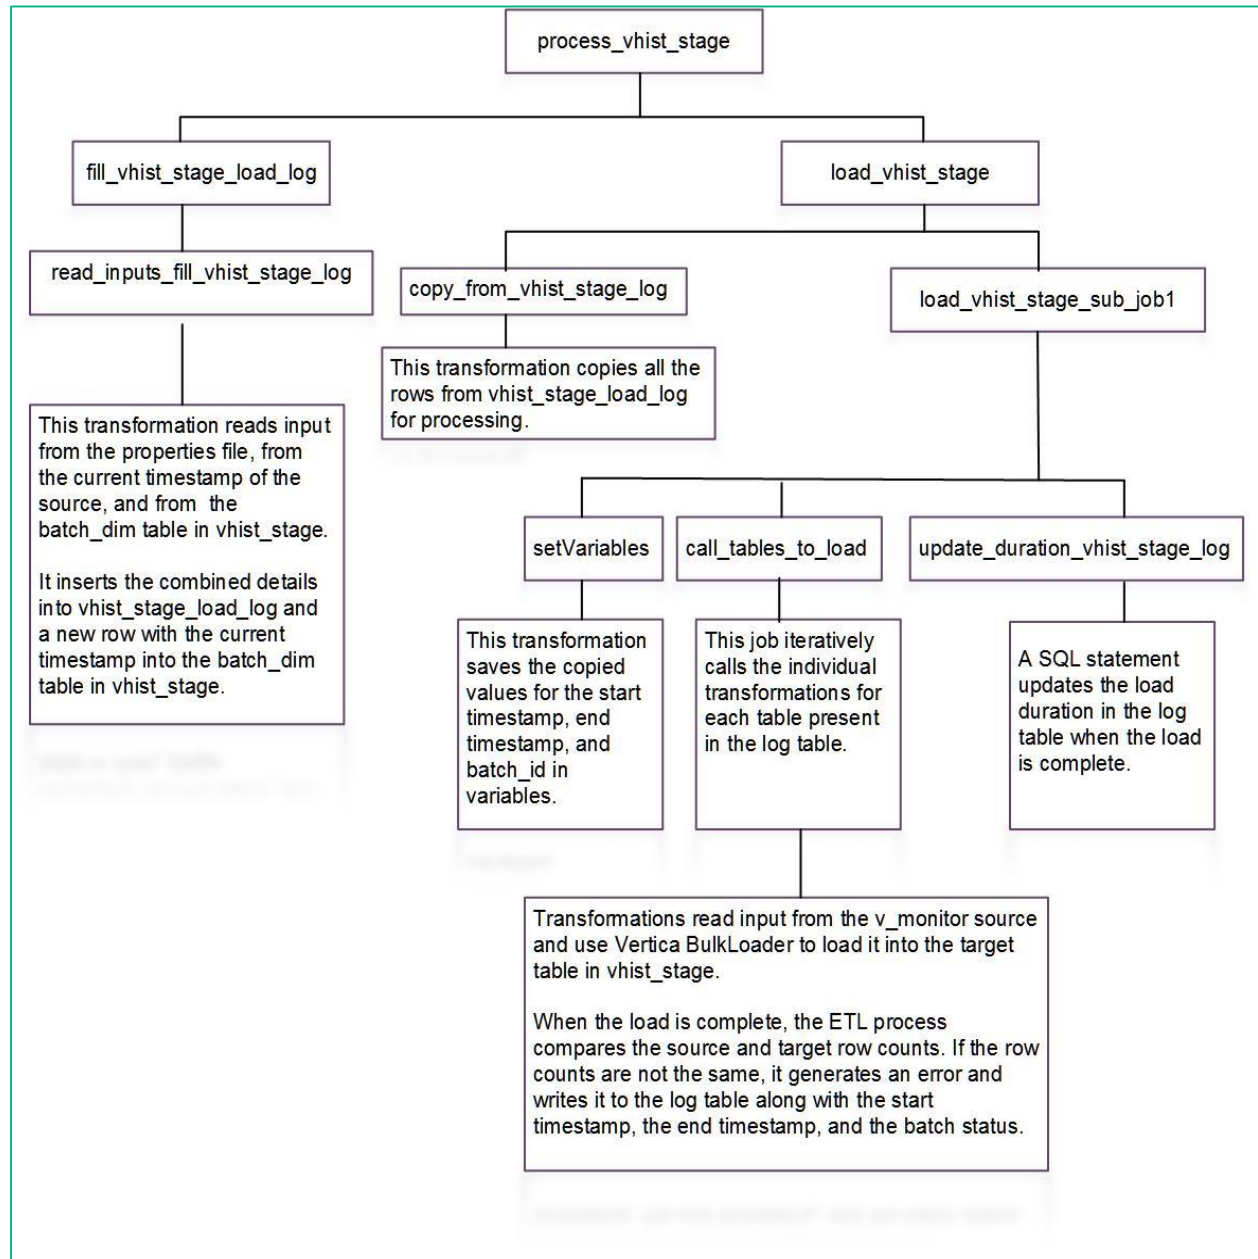 process_vhist_stage
fill_vhist_stage_load_log
load_vhist_stage
read_inputs_fill_vhist_stage_log
copy_from_vhist_stage_log
load_vhist_stage_sub_job1
This transformation copies all the
rows from vhist_stage_load_log
for processing.
This transformation reads input
from the properties file, from
the current timestamp of the
source, and from the
batch_dim table in vhist_stage.
It inserts the combined details
into vhist_stage_load_log and
a new row with the current
timestamp into the batch_dim
table in vhist_stage.
setVariables
call_tables_to_load
update_duration_vhist_stage_log
This transformation
saves the copied
values for the start
timestamp, end
timestamp, and
batch_id in
variables.
This job iteratively
calls the individual
transformations for
each table present
in the log table.
A SQL statement
updates the load
duration in the log
table when the load
is complete.
Transformations read input from the v_monitor source
and use Vertica BulkLoader to load it into the target
table in vhist_stage.
When the load is complete, the ETL process
compares the source and target row counts. If the row
counts are not the same, it generates an error and
writes it to the log table along with the start
timestamp, the end timestamp, and the batch status.